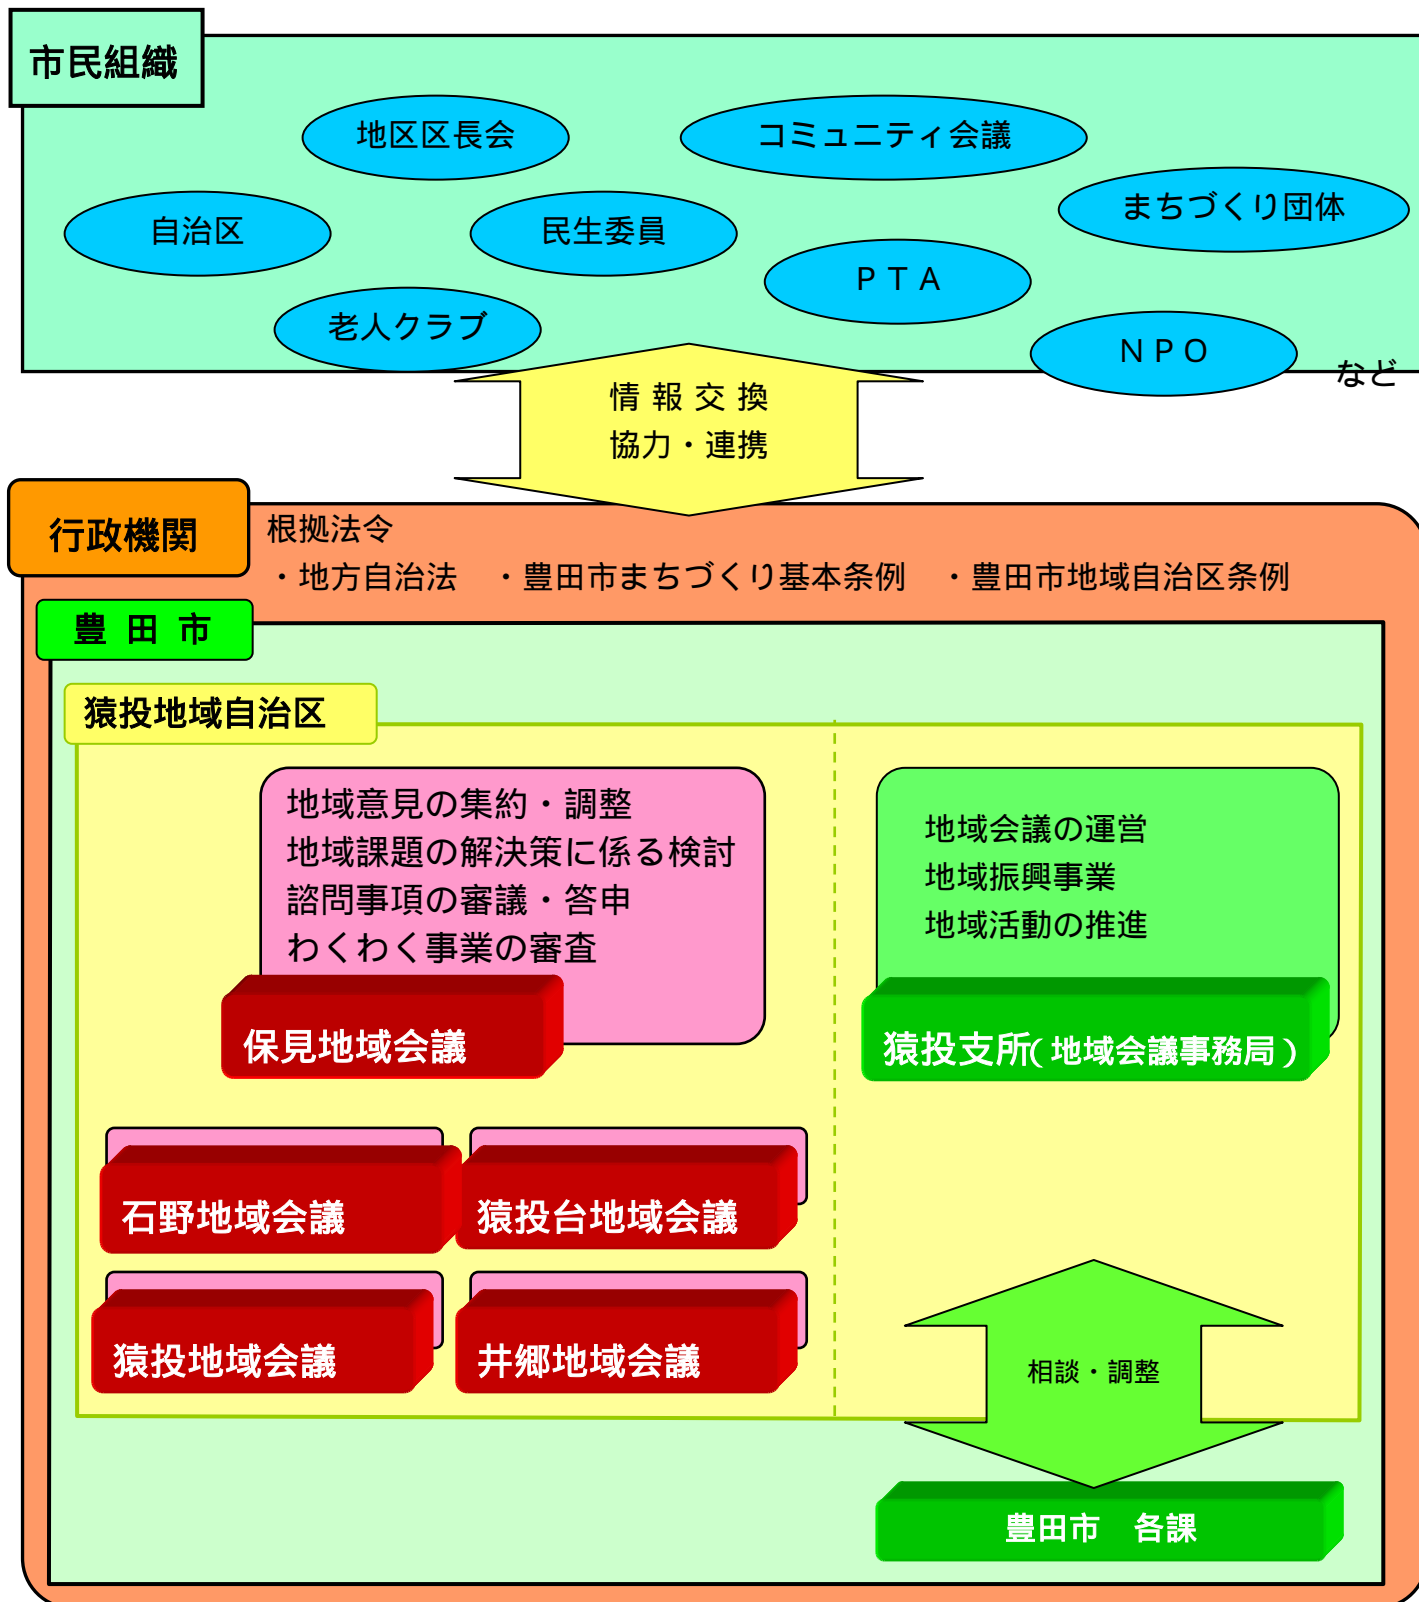 市民組織
地区区長会
コミュニティ会議
まちづくり団体
自治区
民生委員
ＰＴＡ
老人クラブ
ＮＰＯ
など
情 報 交 換
協力・連携
行政機関
根拠法令
・地方自治法　・豊田市まちづくり基本条例　・豊田市地域自治区条例
豊 田 市
猿投地域自治区
地域意見の集約・調整
地域課題の解決策に係る検討
諮問事項の審議・答申
わくわく事業の審査
保見地域会議
地域会議の運営
地域振興事業
地域活動の推進
猿投支所（地域会議事務局）
石野地域会議
猿投台地域会議
猿投地域会議
井郷地域会議
相談・調整
豊田市　各課